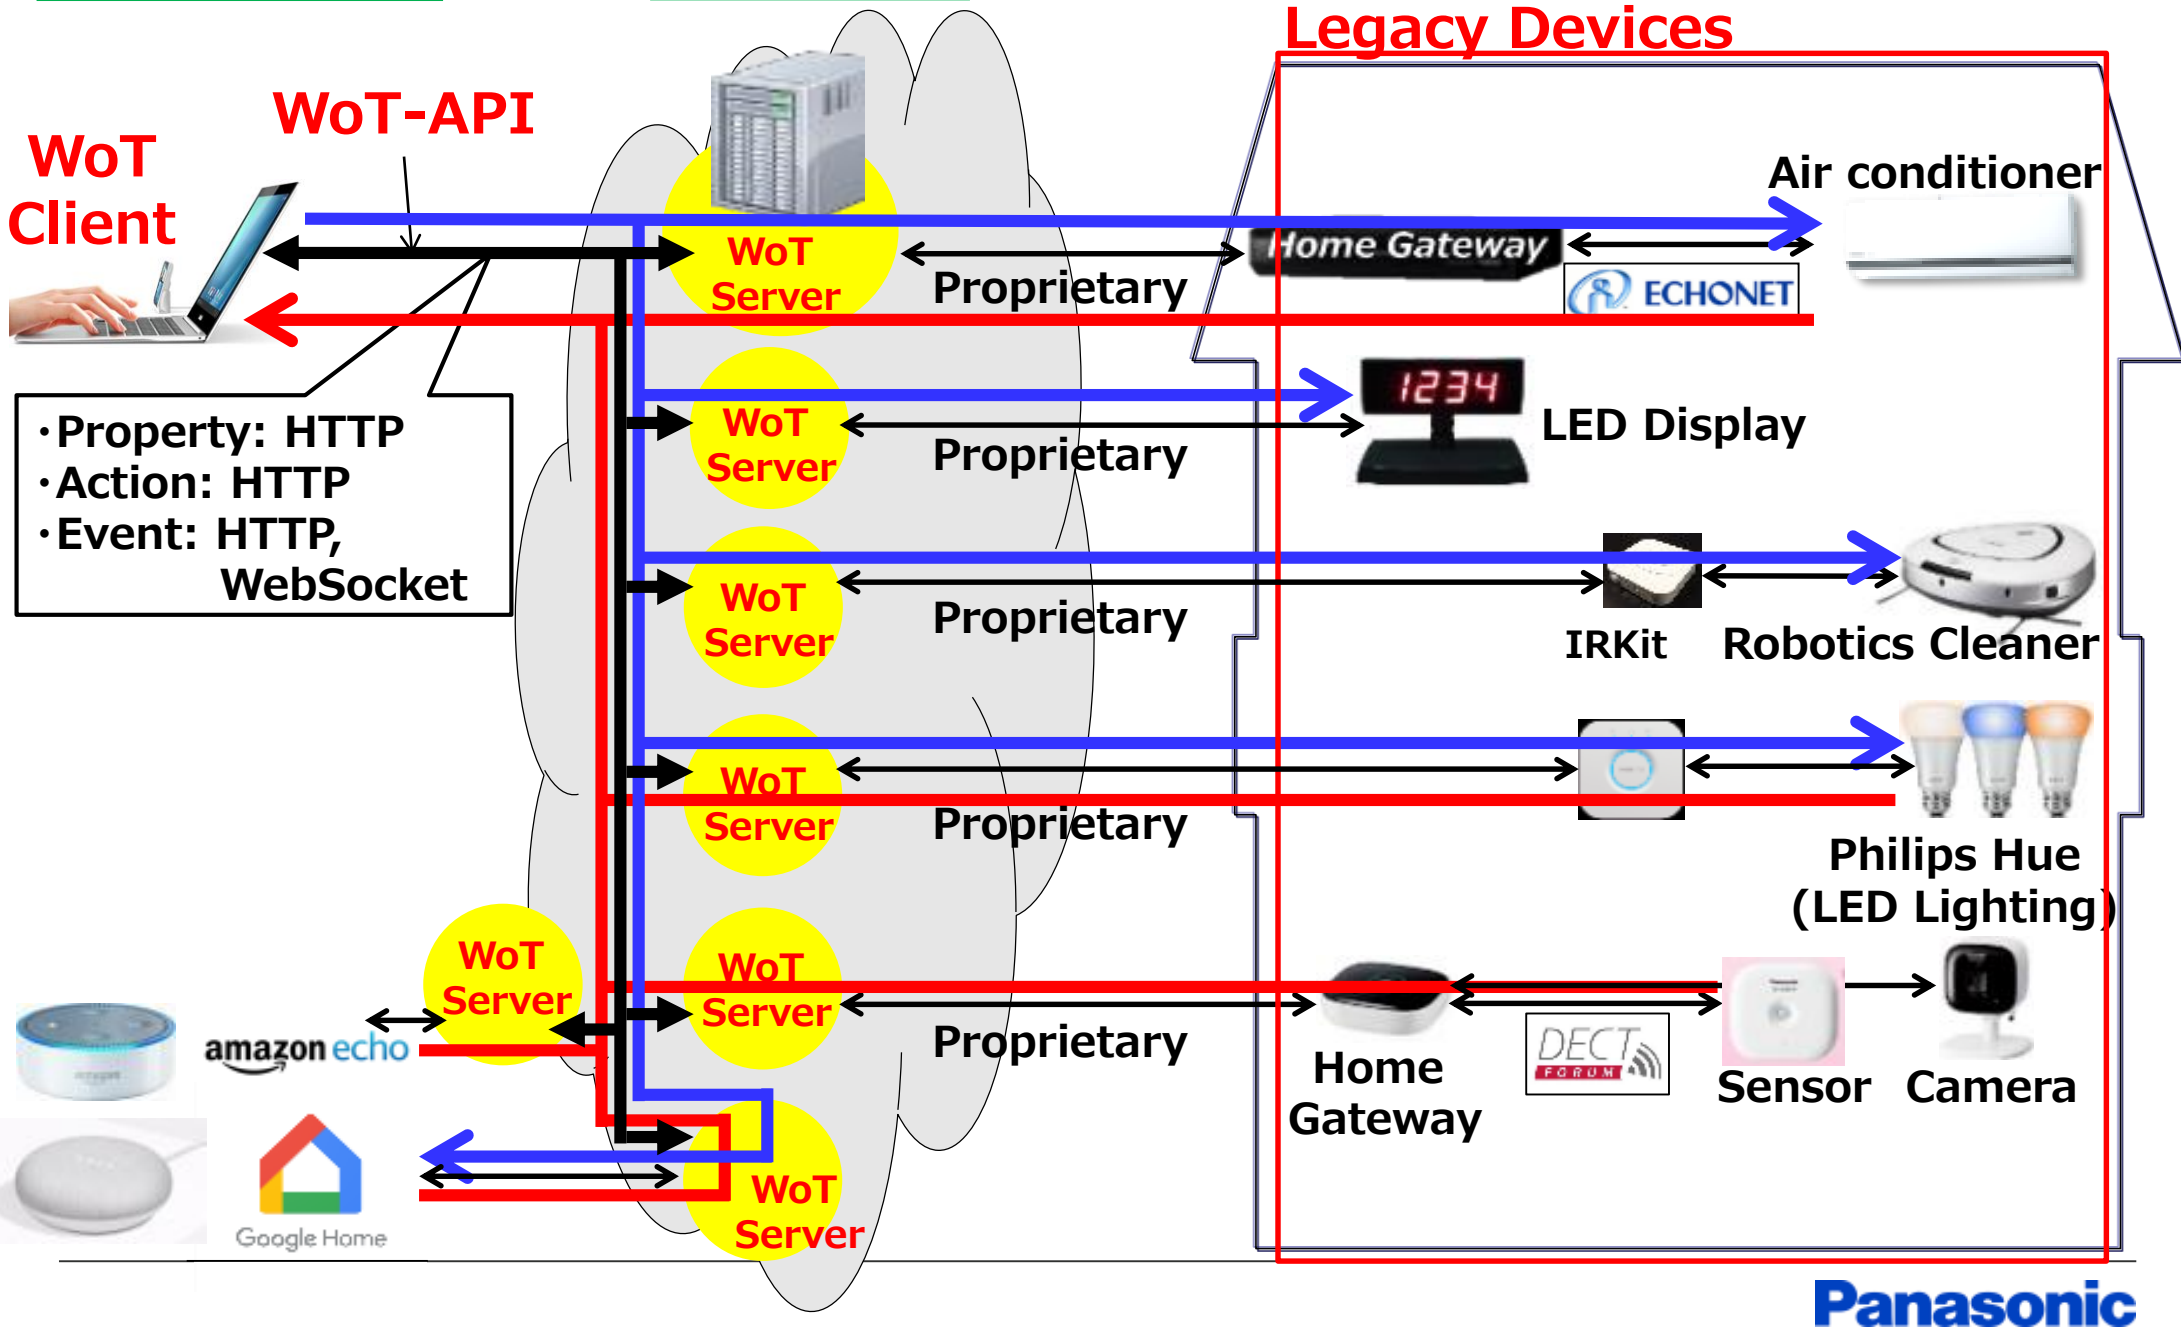 Legacy Devices
WoT-API
WoT
Client
Air conditioner
WoT
Server
Proprietary
Home Gateway
ECHONET
・Property: HTTP
・Action: HTTP
・Event: HTTP,
WebSocket
WoT
Server
Proprietary
1234
LED Display
WoT
Server
Proprietary
IRKit
Robotics Cleaner
WoT
Server
Proprietary
Philips Hue
(LED Lighting)
WoT
Server
amazon echo
WoT
Server
Proprietary
Home
Gateway
DECT
FORUM
Sensor
Camera
Google Home
WoT
Server
Panasonic